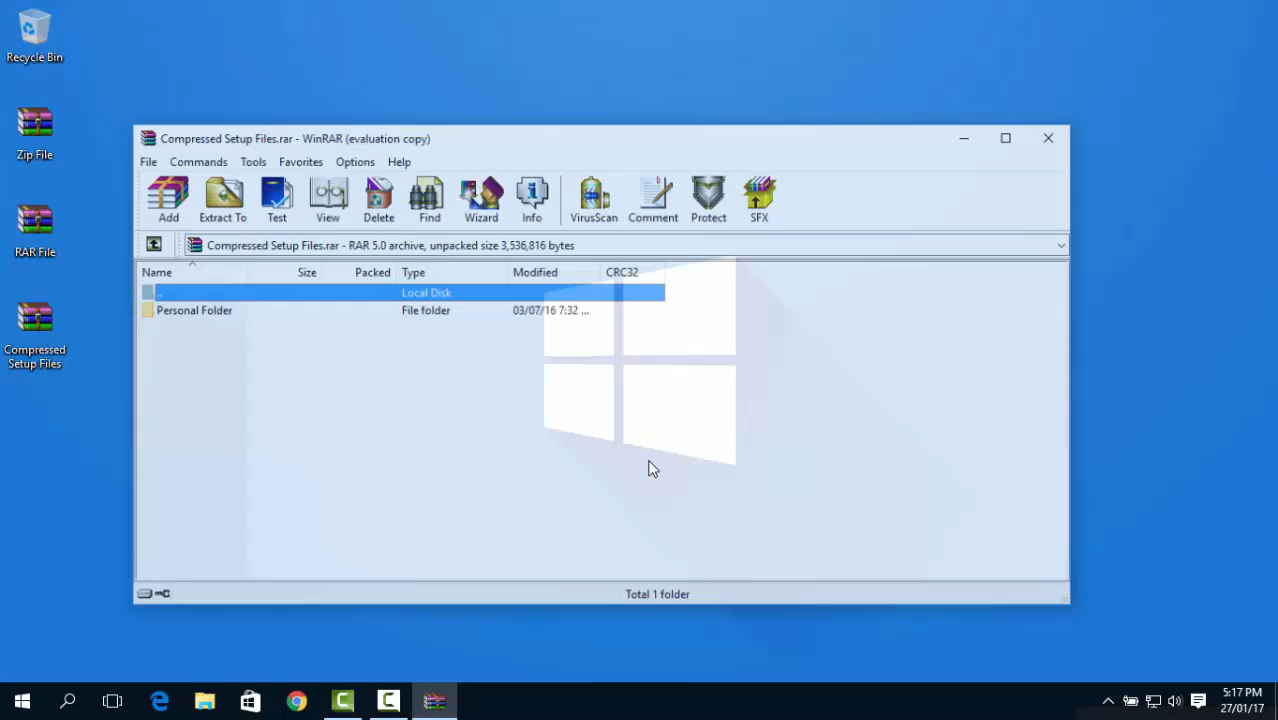 Recycle Bin
Zip File
RAR File
Compressed
Setup Files
Compressed Setup Files.rar - WinRAR (evaluation copy)
File Commands Tools Favorites Options Help
Add Extract To Test View Delete Find Wizard Info VirusScan Comment Protect SFX
Compressed Setup Files.rar - RAR 5.0 archive, unpacked size 3,536,816 bytes
Name Size Packed Type Modified CRC32
.. Local Disk
Personal Folder File folder 03/07/16 7:32 ...
Total 1 folder
5:17 PM
27/01/17